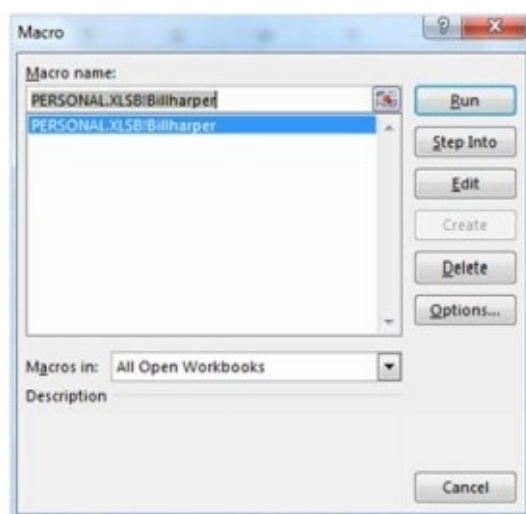 Macro
Macro name:
PERSONAL.XLSB!Billharper
PERSONAL.XLSB!Billharper
Run
Step Into
Edit
Create
Delete
Options...
Macros in: All Open Workbooks
Description
Cancel